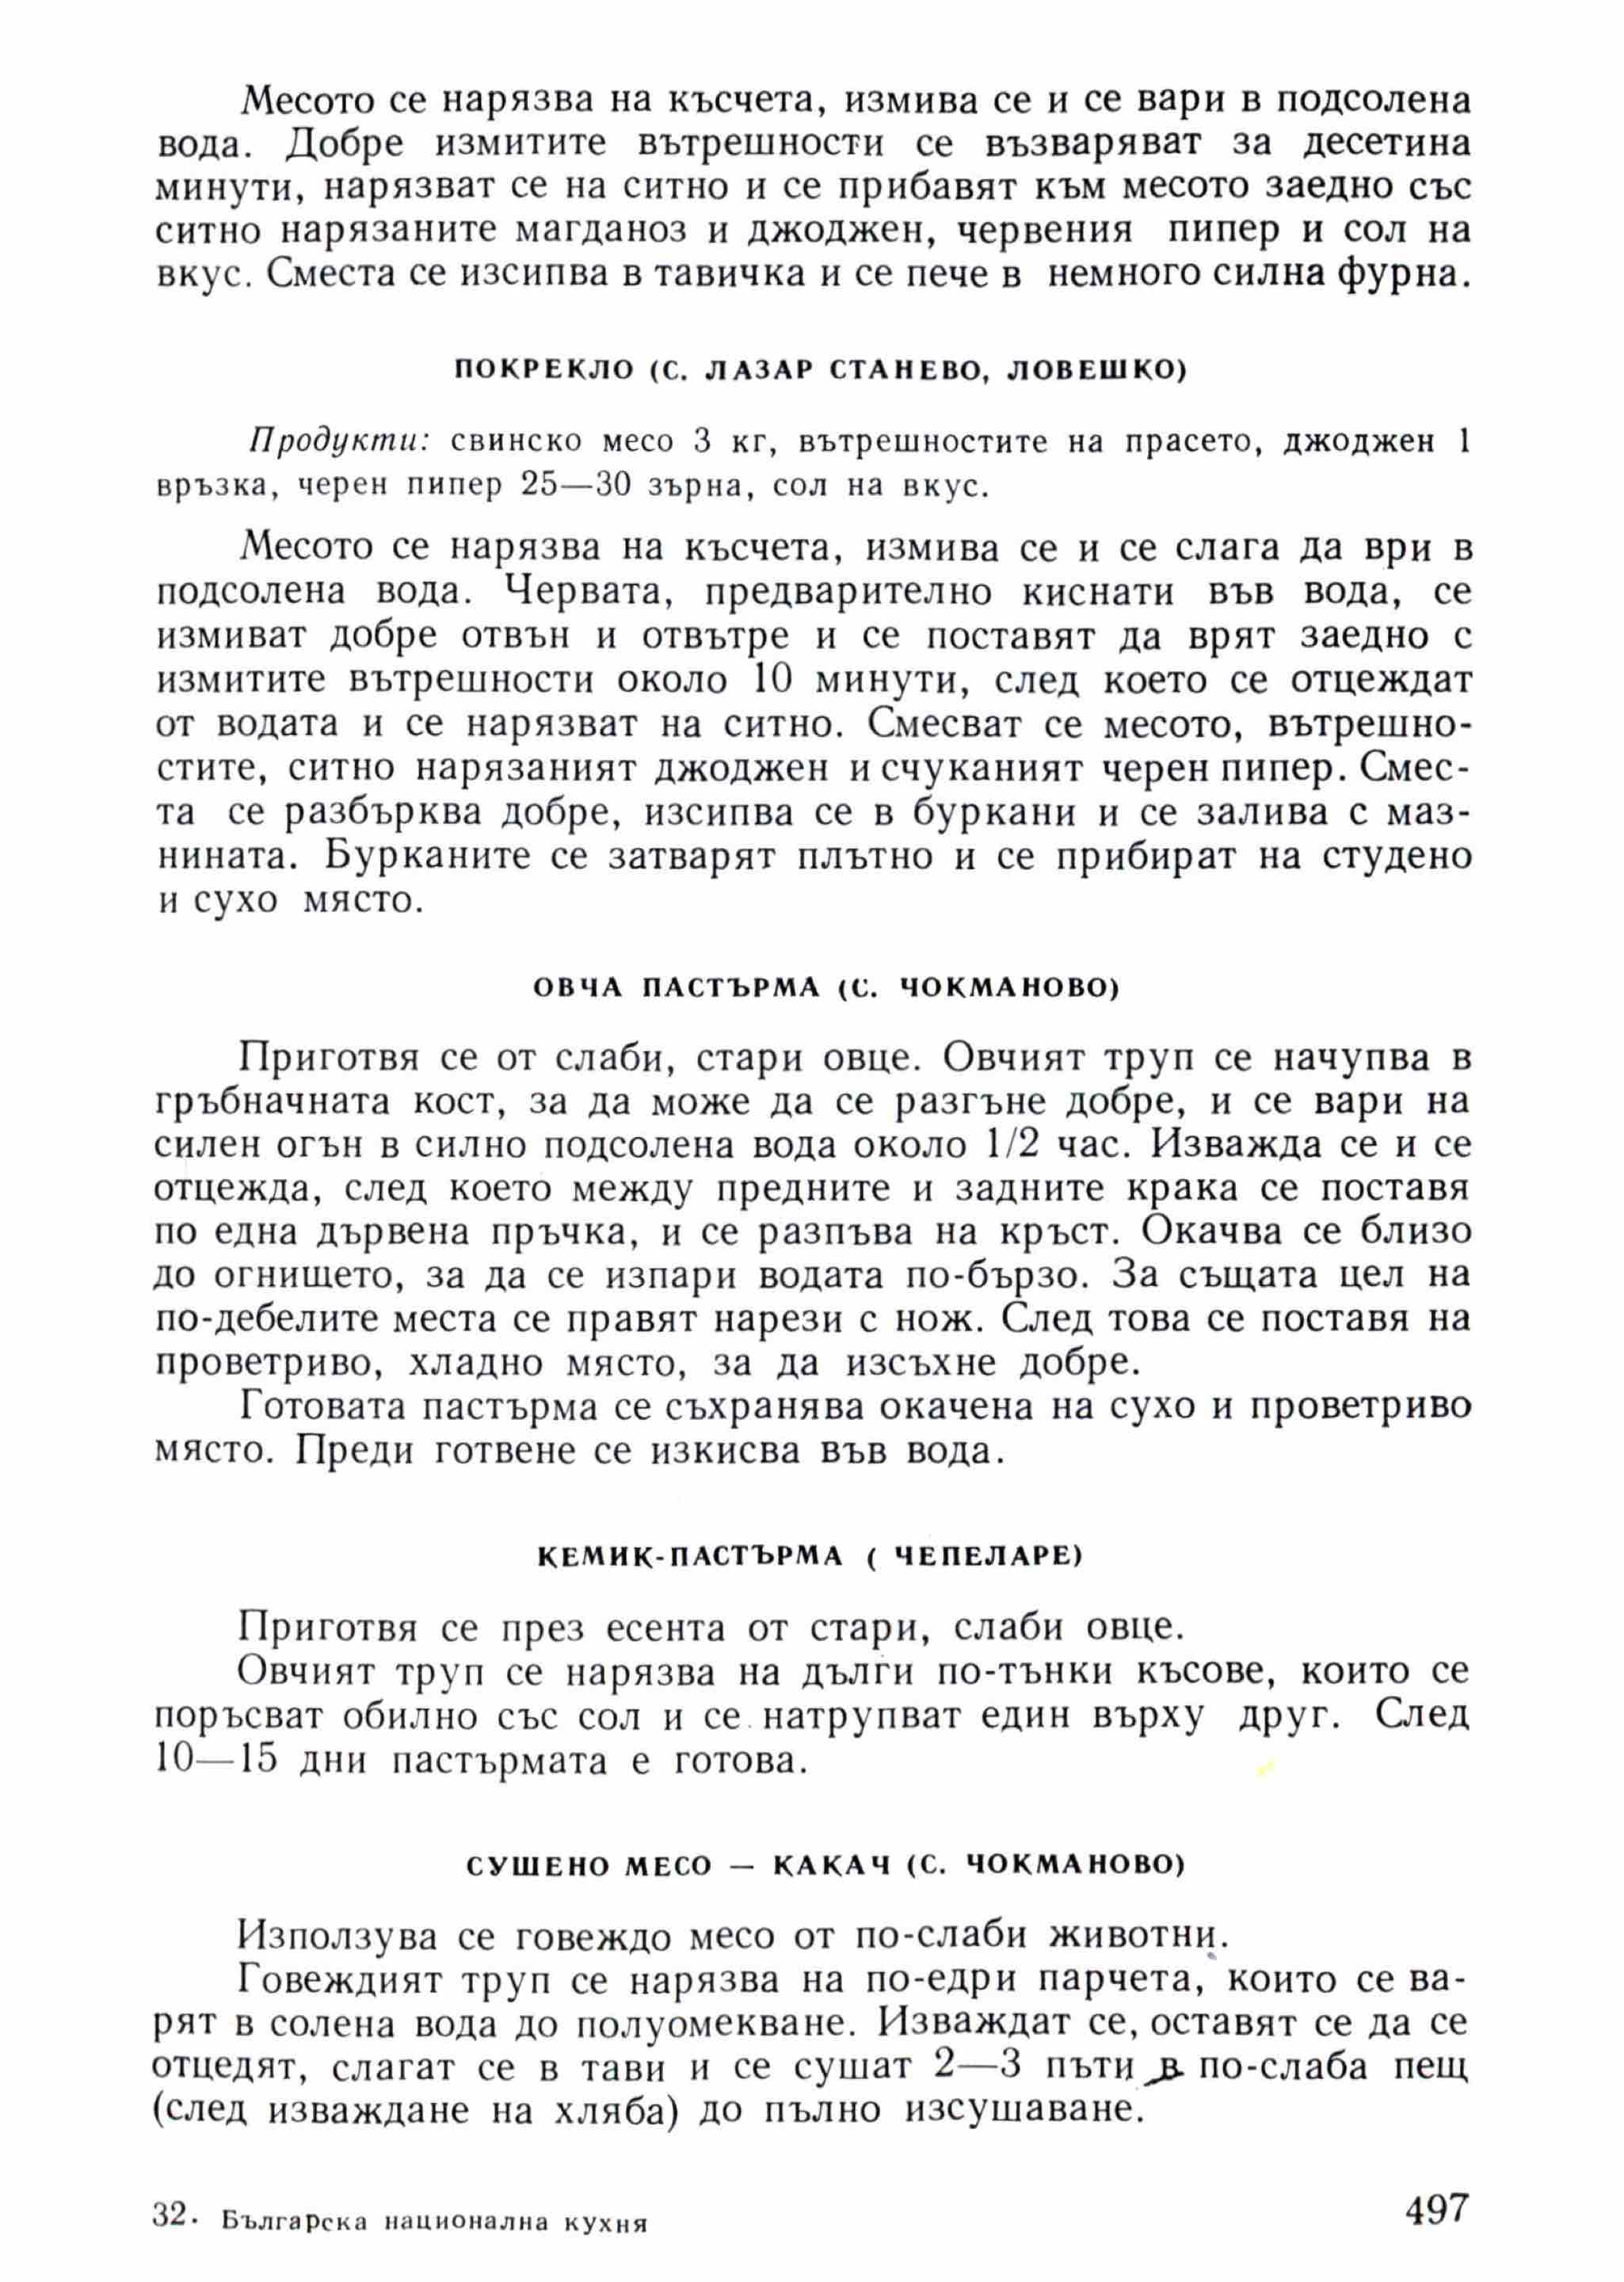 Месото се нарязва на късчета, измива се и се вари в подсолена
вода. Добре измитите вътрешности се възваряват за десетина
минути, нарязват се на ситно и се прибавят към месото заедно със
ситно нарязаните магданоз и джоджен, червения пипер и сол на
вкус. Сместа се изсипва в тавичка и се пече в немного силна фурна.
ПОКРЕКЛО (С. ЛАЗАР СТАНЕВО, ЛОВЕШКО)
Продукти: свинско месо 3 кг, вътрешностите на прасето, джоджен 1
връзка, черен пипер 25—30 зърна, сол на вкус.
Месото се нарязва на късчета, измива се и се слага да ври в
подсолена вода. Червата, предварително киснати във вода, се
измиват добре отвън и отвътре и се поставят да врят заедно с
измитите вътрешности около 10 минути, след което се отцеждат
от водата и се нарязват на ситно. Смесват се месото, вътрешно-
стите, ситно нарязаният джоджен и счуканият черен пипер. Смес-
та се разбърква добре, изсипва се в буркани и се залива с маз-
нината. Бурканите се затварят плътно и се прибират на студено
и сухо място.
ОВЧА ПАСТЪРМА (С. ЧОКМАНОВО)
Приготвя се от слаби, стари овце. Овчият труп се начупва в
гръбначната кост, за да може да се разгъне добре, и се вари на
силен огън в силно подсолена вода около 1/2 час. Изважда се и се
отцежда, след което между предните и задните крака се поставя
по една дървена пръчка, и се разпъва на кръст. Окачва се близо
до огнището, за да се изпари водата по-бързо. За същата цел на
по-дебелите места се правят нарези с нож. След това се поставя на
проветриво, хладно място, за да изсъхне добре.
Готовата пастърма се съхранява окачена на сухо и проветриво
място. Преди готвене се изкисва във вода.
КЕМИК-ПАСТЪРМА ( ЧЕПЕЛАРЕ)
Приготвя се през есента от стари, слаби овце.
Овчият труп се нарязва на дълги по-тънки късове, които се
поръсват обилно със сол и се натрупват един върху друг. След
10—15 дни пастърмата е готова.
СУШЕНО МЕСО — КАКАЧ (С. ЧОКМАНОВО)
Използува се говеждо месо от по-слаби животни.
Говеждият труп се нарязва на по-едри парчета, които се ва-
рят в солена вода до полуомекване. Изваждат се, оставят се да се
отцедят, слагат се в тави и се сушат 2—3 пъти в по-слаба пещ
(след изваждане на хляба) до пълно изсушаване.
32. Българска национална кухня
497